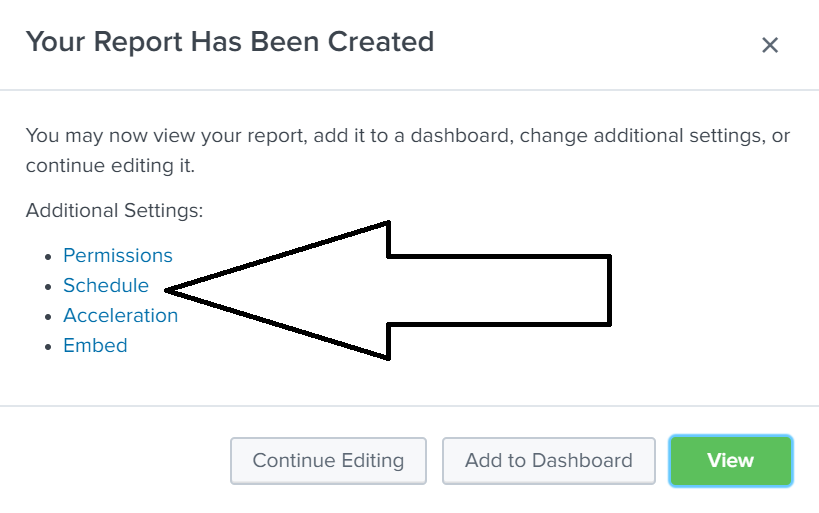 Your Report Has Been Created
You may now view your report, add it to a dashboard, change additional settings, or
continue editing it.
Additional Settings:
Permissions
Schedule
Acceleration
Embed
Continue Editing
Add to Dashboard
View